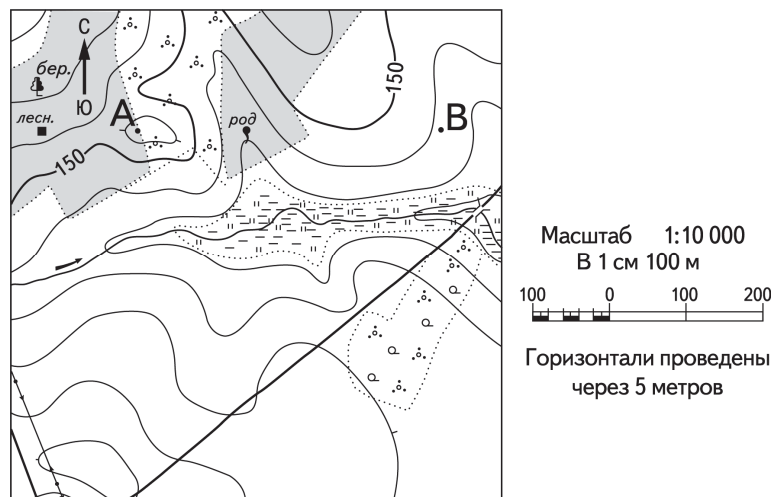 С
бер.
Ю
лесн.
А
150
род
150
В
Масштаб 1:10 000
В 1 см 100 м
100 0 100 200
Горизонтали проведены
через 5 метров